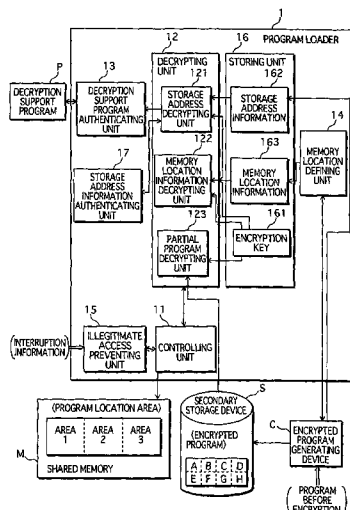 1
PROGRAM LOADER
12
DECRYPTING
UNIT
16
STORING UNIT
P
DECRYPTION
SUPPORT
PROGRAM
13
DECRYPTION
SUPPORT
PROGRAM
AUTHENTICATING
UNIT
121
STORAGE
ADDRESS
DECRYPTING
UNIT
162
STORAGE
ADDRESS
INFORMATION
14
MEMORY
LOCATION
DEFINING
UNIT
17
STORAGE
ADDRESS
INFORMATION
AUTHENTICATING
UNIT
122
MEMORY
LOCATION
INFORMATION
DECRYPTING
UNIT
163
MEMORY
LOCATION
INFORMATION
123
PARTIAL
PROGRAM
DECRYPTING
UNIT
161
ENCRYPTION
KEY
(INTERRUPTION
INFORMATION)
15
ILLEGITIMATE
ACCESS
PREVENTING
UNIT
11
CONTROLLING
UNIT
S
SECONDARY
STORAGE DEVICE
(ENCRYPTED
PROGRAM)
A B C D
E F G H
C
ENCRYPTED
PROGRAM
GENERATING
DEVICE
(PROGRAM
BEFORE
ENCRYPTION)
M
(PROGRAM LOCATION AREA)
AREA
1
AREA
2
AREA
3
SHARED MEMORY